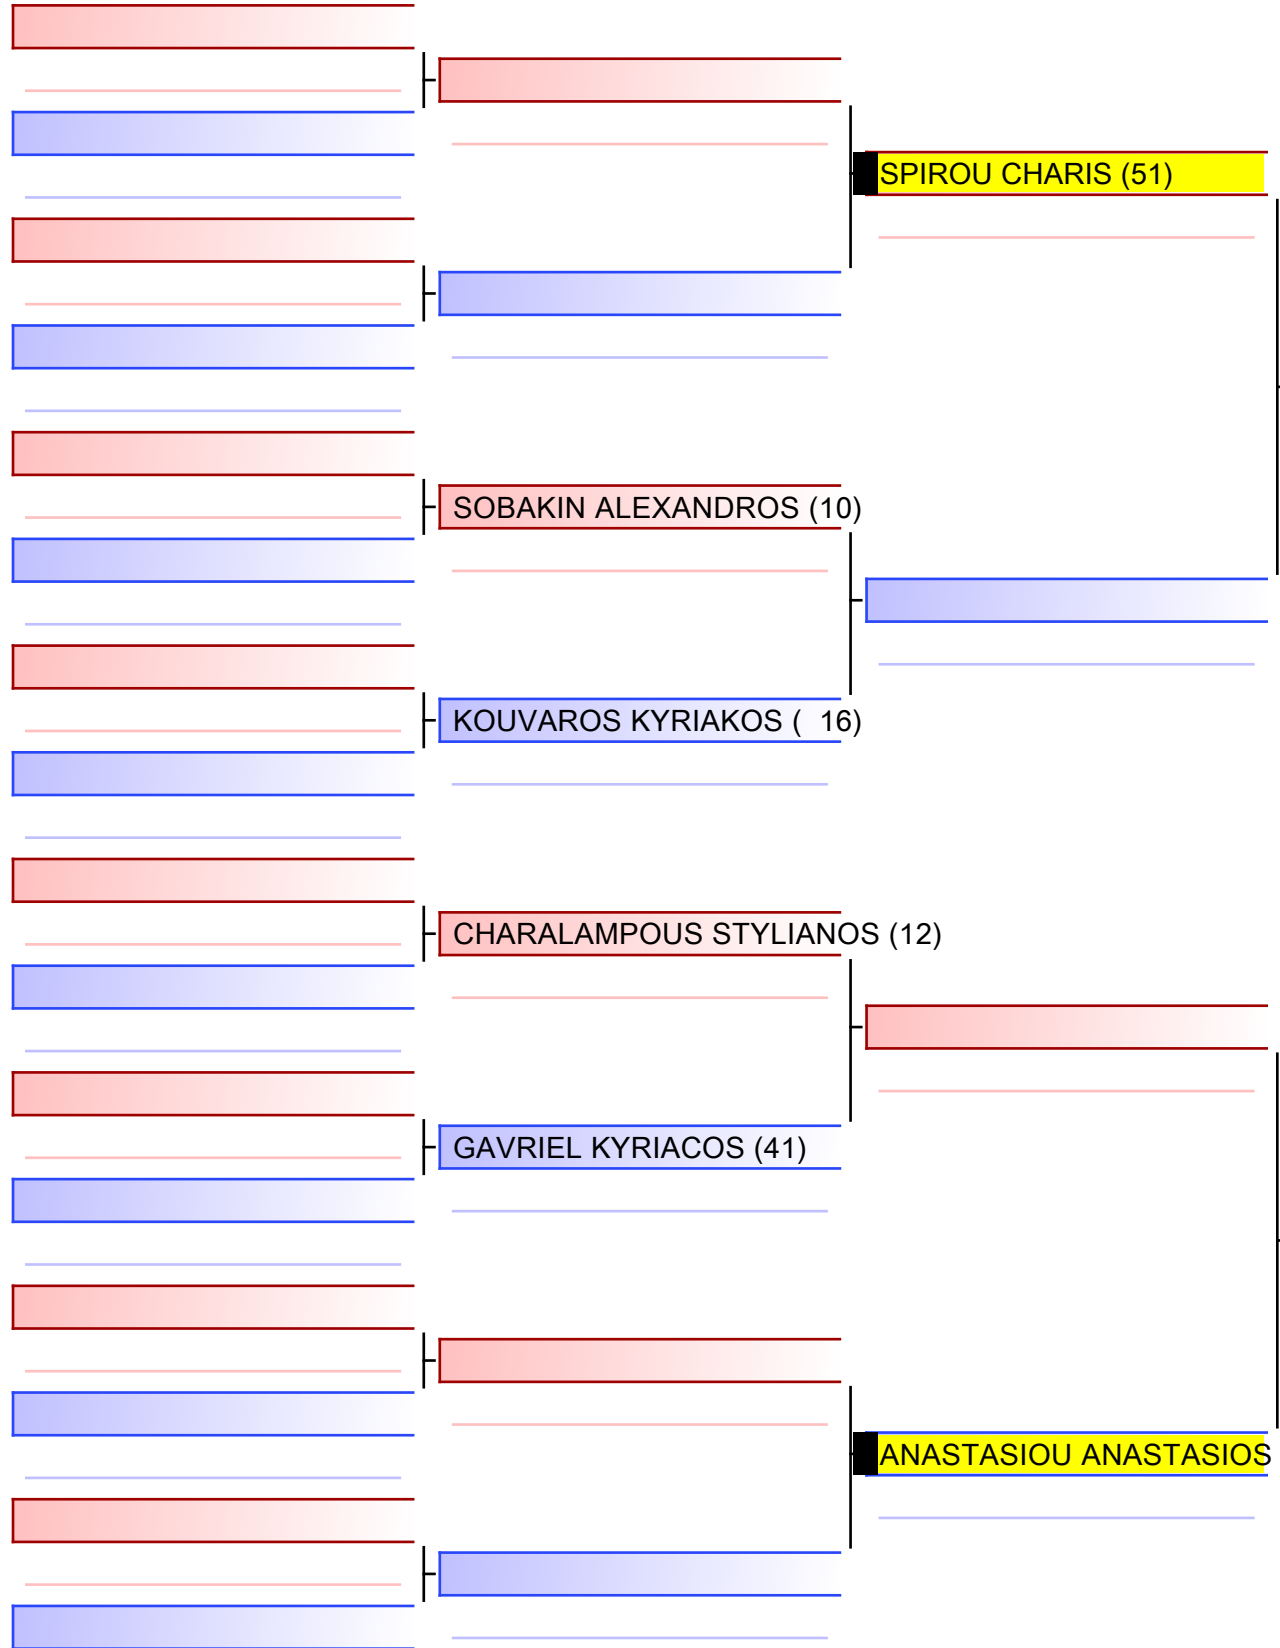 SPIROU CHARIS (51)
SOBAKIN ALEXANDROS (10)
KOUVAROS KYRIAKOS (  16)
CHARALAMPOUS STYLIANOS (12)
GAVRIEL KYRIACOS (41)
ANASTASIOU ANASTASIOS